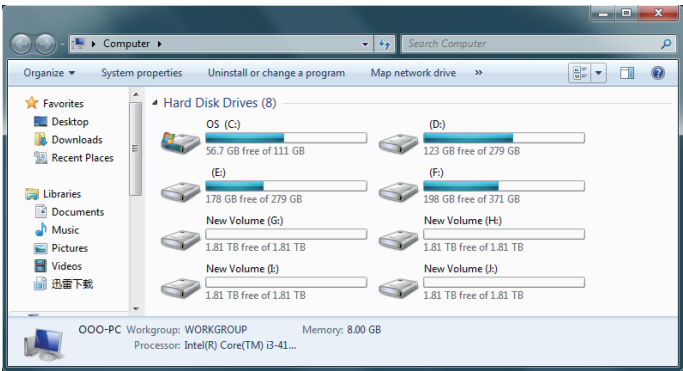 Computer
Search Computer
Organize System properties Uninstall or change a program Map network drive »
Favorites
Desktop
Downloads
Recent Places
Libraries
Documents
Music
Pictures
Videos
迅雷下载
Hard Disk Drives (8)
OS (C:)
56.7 GB free of 111 GB
(D:)
123 GB free of 279 GB
(E:)
178 GB free of 279 GB
(F:)
198 GB free of 371 GB
New Volume (G:)
1.81 TB free of 1.81 TB
New Volume (H:)
1.81 TB free of 1.81 TB
New Volume (I:)
1.81 TB free of 1.81 TB
New Volume (J:)
1.81 TB free of 1.81 TB
OOO-PC Workgroup: WORKGROUP Memory: 8.00 GB
Processor: Intel(R) Core(TM) i3-41...